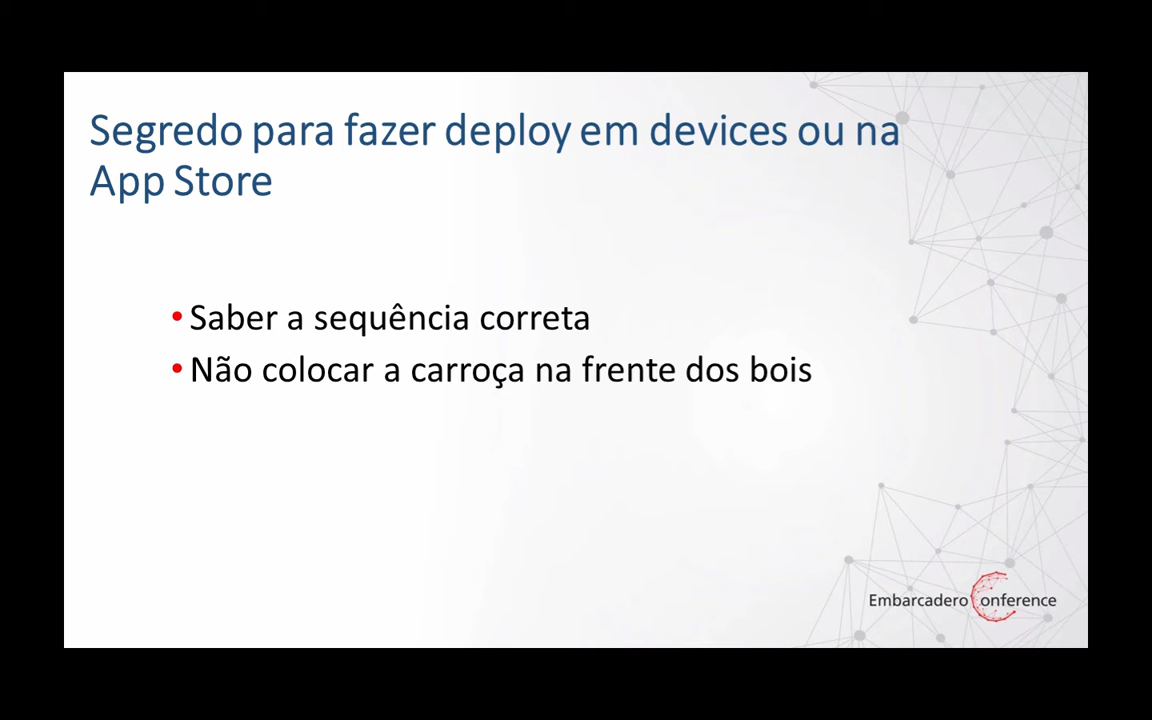 Segredo para fazer deploy em devices ou na
App Store
• Saber a sequência correta
• Não colocar a carroça na frente dos bois
Embarcadero Conference